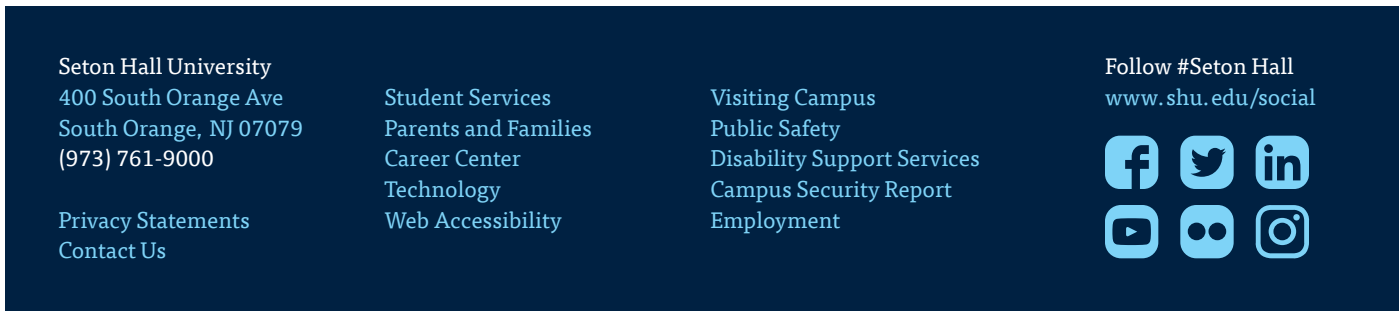 Seton Hall University
400 South Orange Ave
South Orange, NJ 07079
(973) 761-9000
Privacy Statements
Contact Us
Student Services
Parents and Families
Career Center
Technology
Web Accessibility
Visiting Campus
Public Safety
Disability Support Services
Campus Security Report
Employment
Follow #Seton Hall
www.shu.edu/social